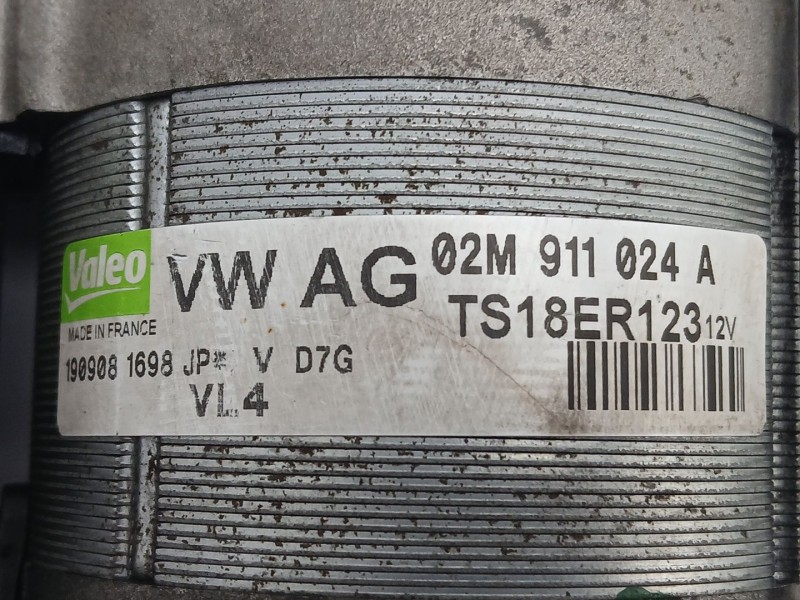 Valeo
VW AG
02M 911 024 A
TS18ER123 12V
MADE IN FRANCE
190908 1698 JP* V D7G
VL4